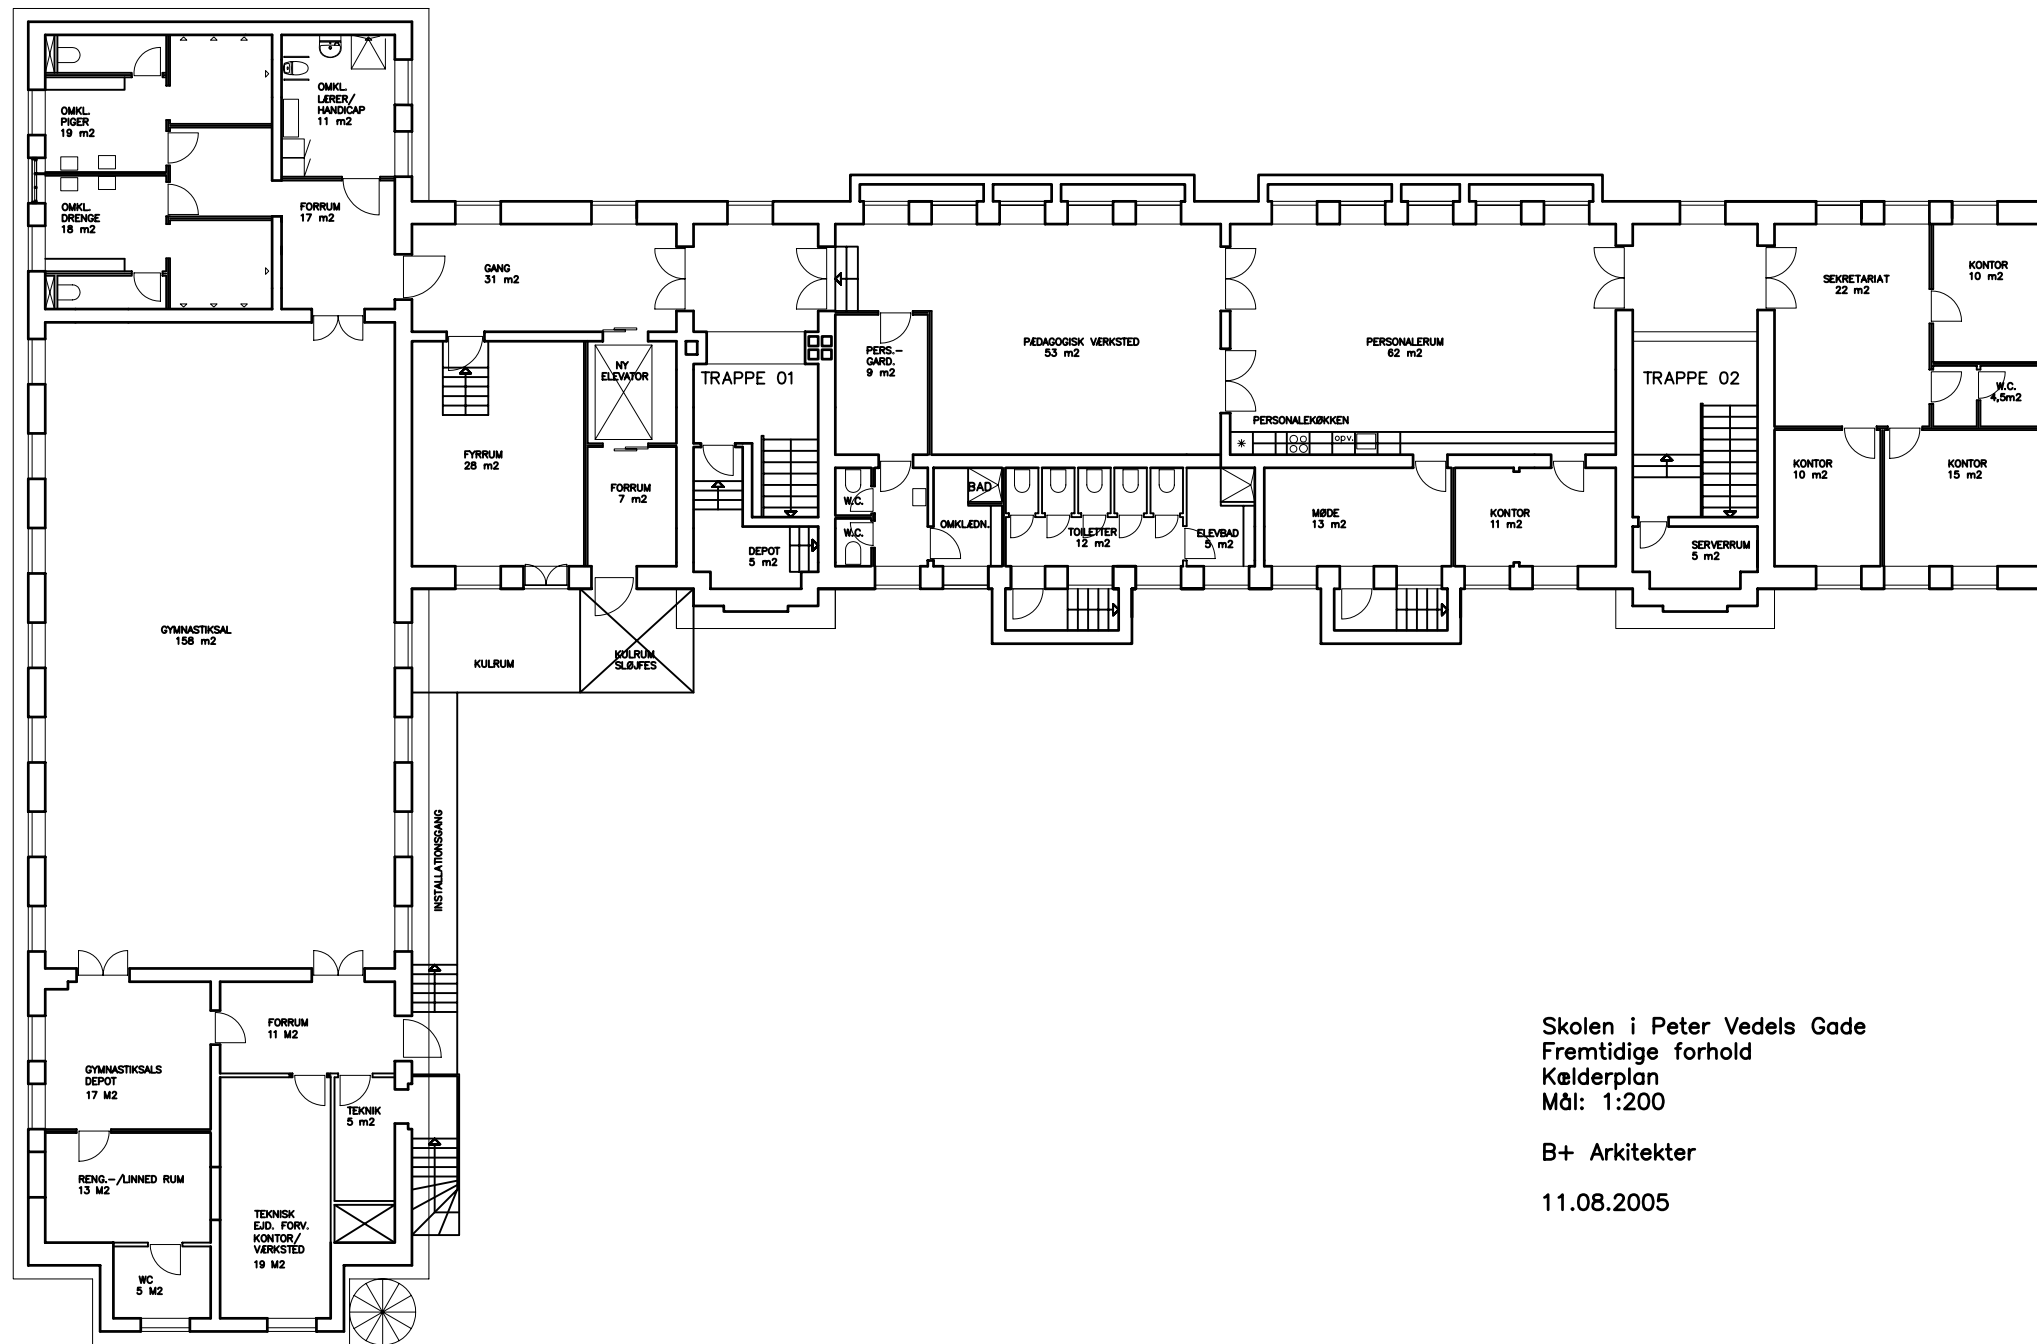 OMKL.
PIGER
19 m2
OMKL.
LÆRER/
HANDICAP
11 m2
OMKL.
DRENGE
18 m2
FORRUM
17 m2
GANG
31 m2
NY
ELEVATOR
TRAPPE 01
PERS.-
GARD.
9 m2
PÆDAGOGISK VÆRKSTED
53 m2
PERSONALERUM
62 m2
PERSONALEKØKKEN
opv.
TRAPPE 02
SEKRETARIAT
22 m2
KONTOR
10 m2
W.C.
4,5m2
KONTOR
10 m2
KONTOR
15 m2
FYRRUM
28 m2
FORRUM
7 m2
DEPOT
5 m2
W.C.
W.C.
BAD
OMKLÆDN.
TOILETTER
12 m2
ELEVBAD
5 m2
MØDE
13 m2
KONTOR
11 m2
SERVERRUM
5 m2
GYMNASTIKSAL
158 m2
KULRUM
KULRUM
SLØJFES
INSTALLATIONSGANG
FORRUM
11 M2
GYMNASTIKSALS
DEPOT
17 M2
TEKNIK
5 m2
RENG.-/LINNED RUM
13 M2
TEKNISK
EJD. FORV.
KONTOR/
VÆRKSTED
19 M2
WC
5 M2
Skolen i Peter Vedels Gade
Fremtidige forhold
Kælderplan
Mål: 1:200
B+ Arkitekter
11.08.2005